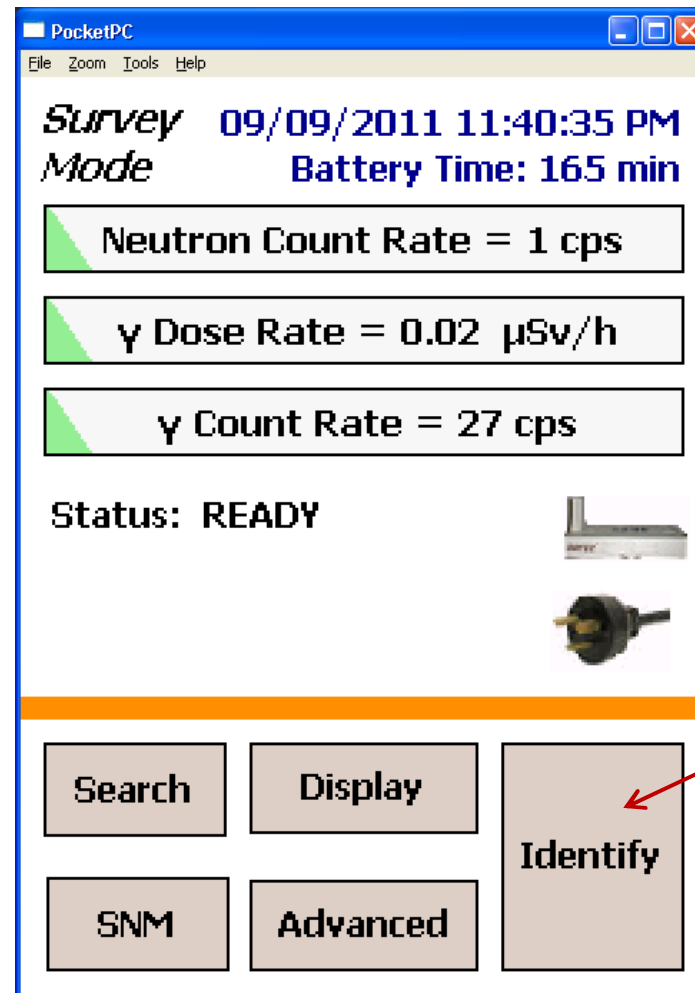 PocketPC
File Zoom Tools Help
Survey 09/09/2011 11:40:35 PM
Mode Battery Time: 165 min
Neutron Count Rate = 1 cps
γ Dose Rate = 0.02 µSv/h
γ Count Rate = 27 cps
Status: READY
Search Display
Identify
SNM Advanced